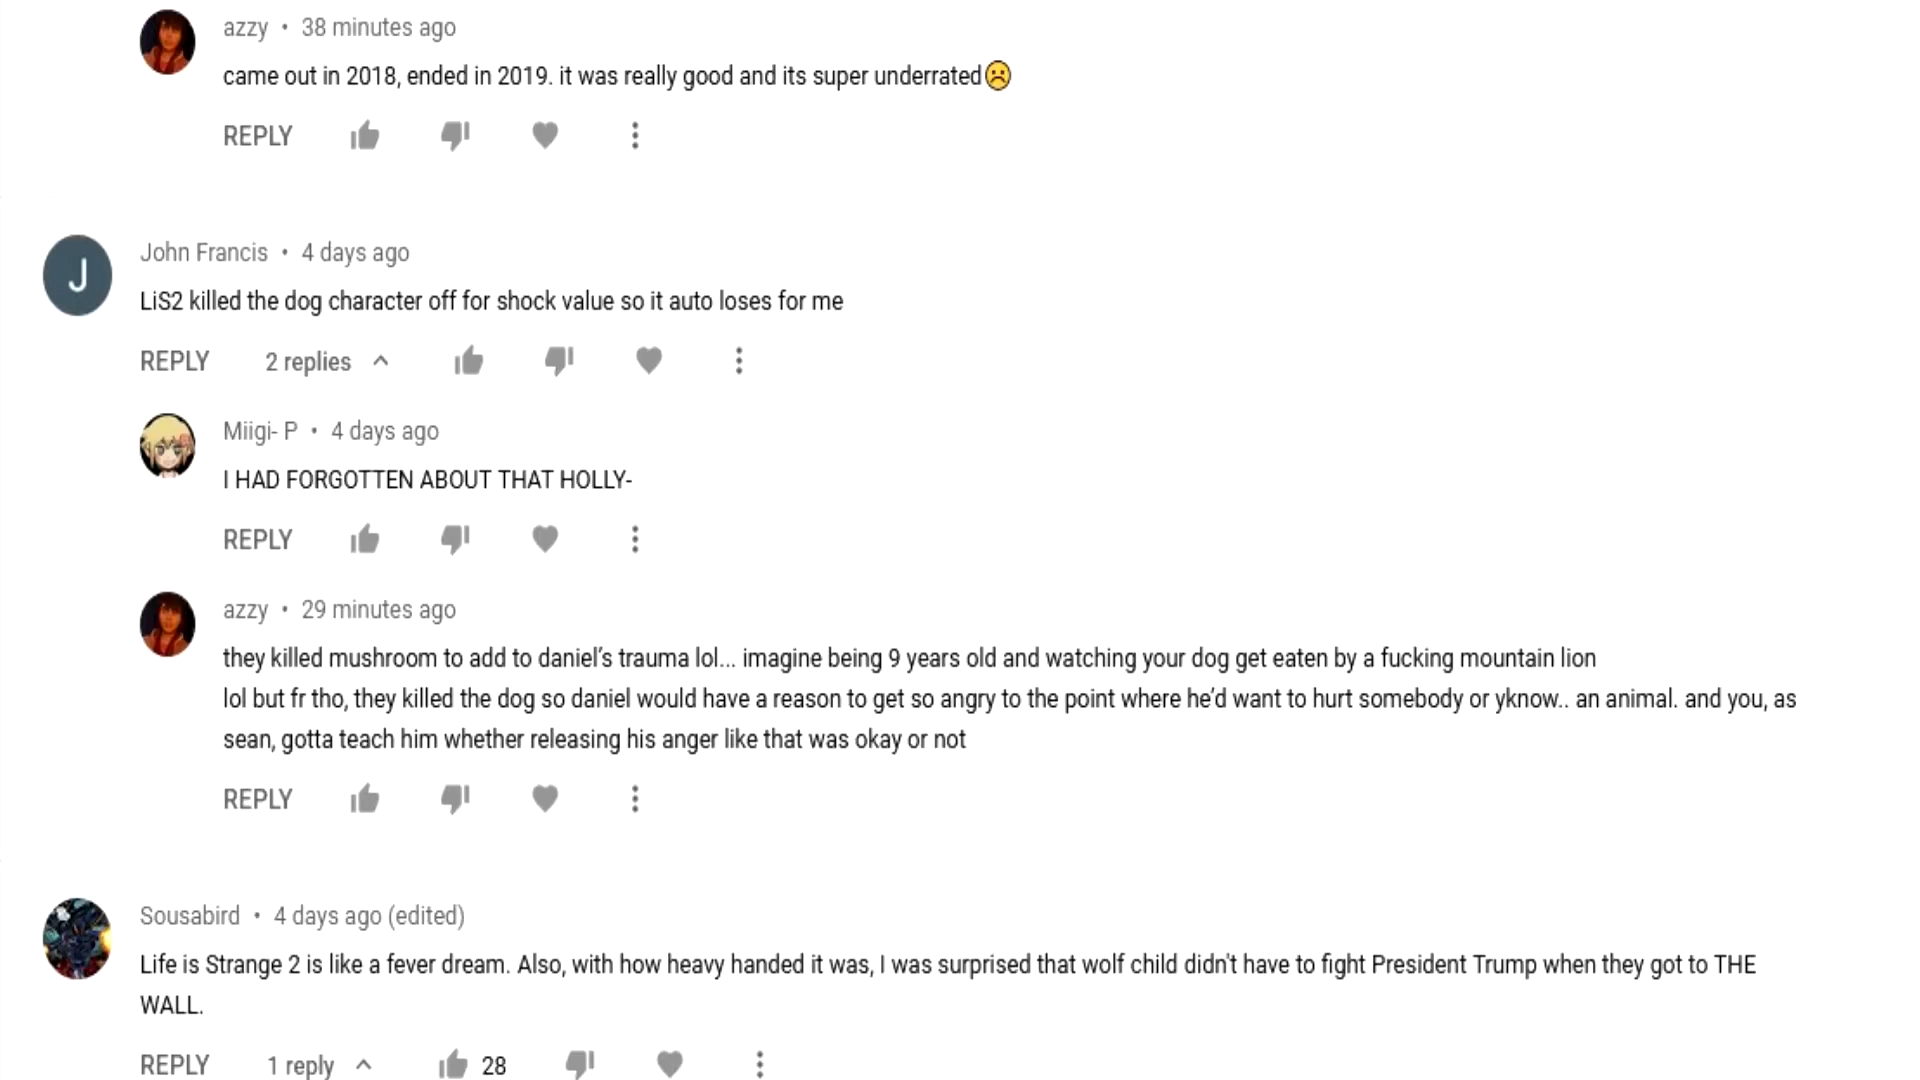 azzy • 38 minutes ago
came out in 2018, ended in 2019. it was really good and its super underrated☹️
REPLY
J
John Francis • 4 days ago
LiS2 killed the dog character off for shock value so it auto loses for me
REPLY 2 replies
Miigi- P • 4 days ago
I HAD FORGOTTEN ABOUT THAT HOLLY-
REPLY
azzy • 29 minutes ago
they killed mushroom to add to daniel’s trauma lol... imagine being 9 years old and watching your dog get eaten by a fucking mountain lion
lol but fr tho, they killed the dog so daniel would have a reason to get so angry to the point where he’d want to hurt somebody or yknow.. an animal. and you, as
sean, gotta teach him whether releasing his anger like that was okay or not
REPLY
Sousabird • 4 days ago (edited)
Life is Strange 2 is like a fever dream. Also, with how heavy handed it was, I was surprised that wolf child didn't have to fight President Trump when they got to THE
WALL.
REPLY 1 reply 28